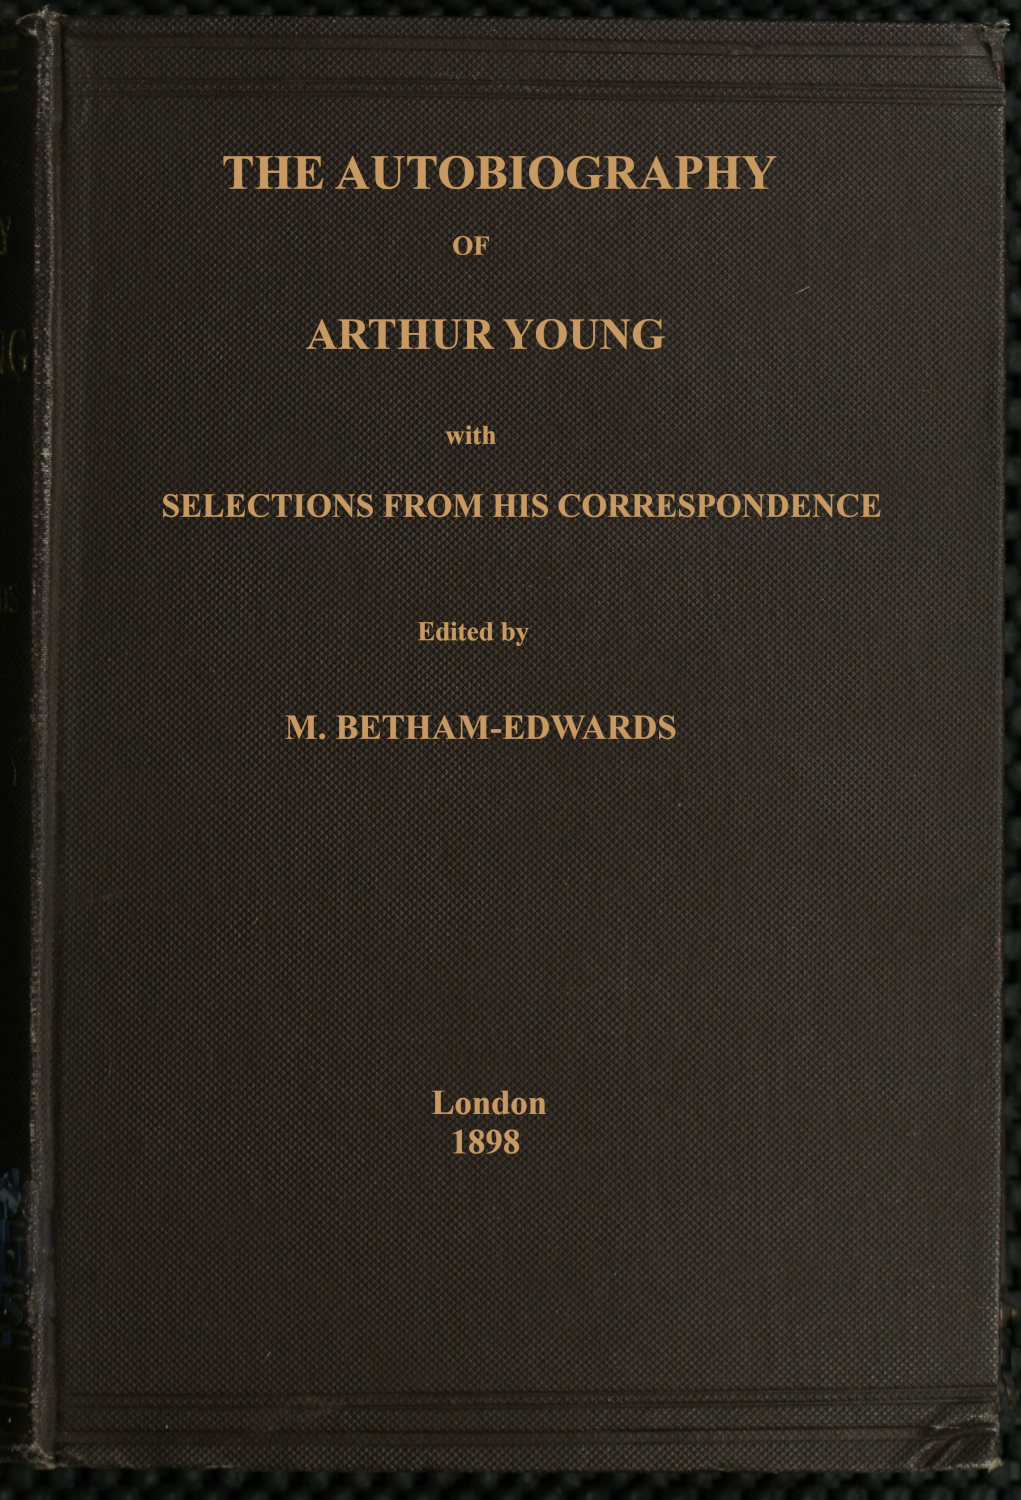 THE AUTOBIOGRAPHY
OF
ARTHUR YOUNG
with
SELECTIONS FROM HIS CORRESPONDENCE
Edited by
M. BETHAM-EDWARDS
London
1898